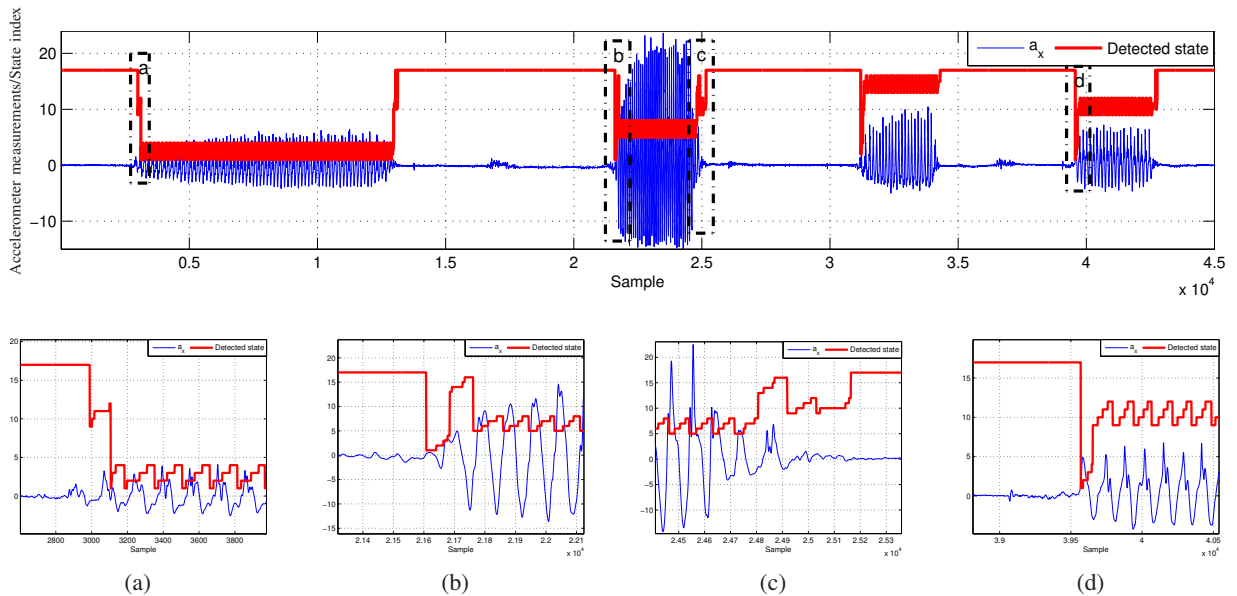 Accelerometer measurements/State index
a_x Detected state
a b c d
20
10
0
−10
0.5 1 1.5 2 2.5 3 3.5 4 4.5
Sample
x 10^4
a_x Detected state
20
15
10
5
0
2800 3000 3200 3400 3600 3800
Sample
(a)
a_x Detected state
20
15
10
5
0
−5
−10
−15
2.14 2.15 2.16 2.17 2.18 2.19 2.1 2.11 2.12
Sample
x 10^4
(b)
a_x Detected state
20
15
10
5
0
−5
−10
2.45 2.46 2.47 2.48 2.49 2.5 2.51 2.52 2.53
Sample
x 10^4
(c)
a_x Detected state
15
10
5
0
3.9 3.95 4 4.05
Sample
x 10^4
(d)